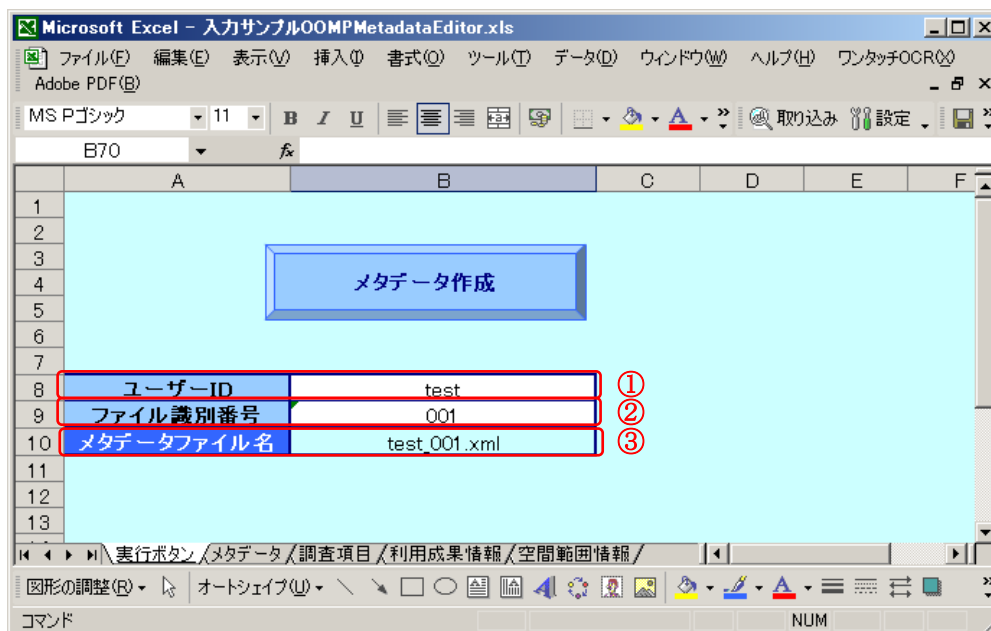 Microsoft Excel - 入力サンプルOOMPMetadataEditor.xls
ファイル(F) 編集(E) 表示(V) 挿入(I) 書式(O) ツール(T) データ(D) ウィンドウ(W) ヘルプ(H) ワンタッチOCR(X)
Adobe PDF(B)
MS Pゴシック 11 B I U 取り込み 設定
B70 fx
A B C D E F
1
2
3
4 メタデータ作成
5
6
7
8 ユーザーID test ①
9 ファイル識別番号 001 ②
10 メタデータファイル名 test_001.xml ③
11
12
13
実行ボタン メタデータ 調査項目 利用成果情報 空間範囲情報
図形の調整(R) オートシェイプ(U)
コマンド NUM